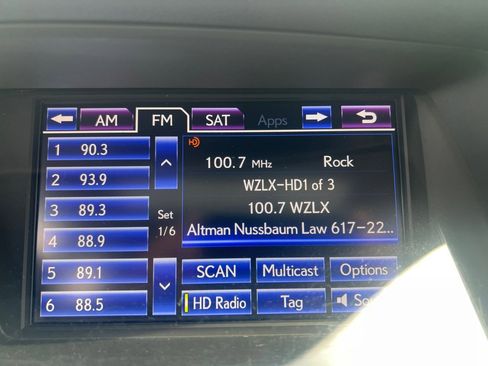 AM FM SAT Apps
1 90.3
2 93.9
3 89.3
4 88.9
5 89.1
6 88.5
Set
1/6
HD
100.7 MHz Rock
WZLX-HD1 of 3
100.7 WZLX
Altman Nussbaum Law 617-22...
SCAN Multicast Options
HD Radio Tag